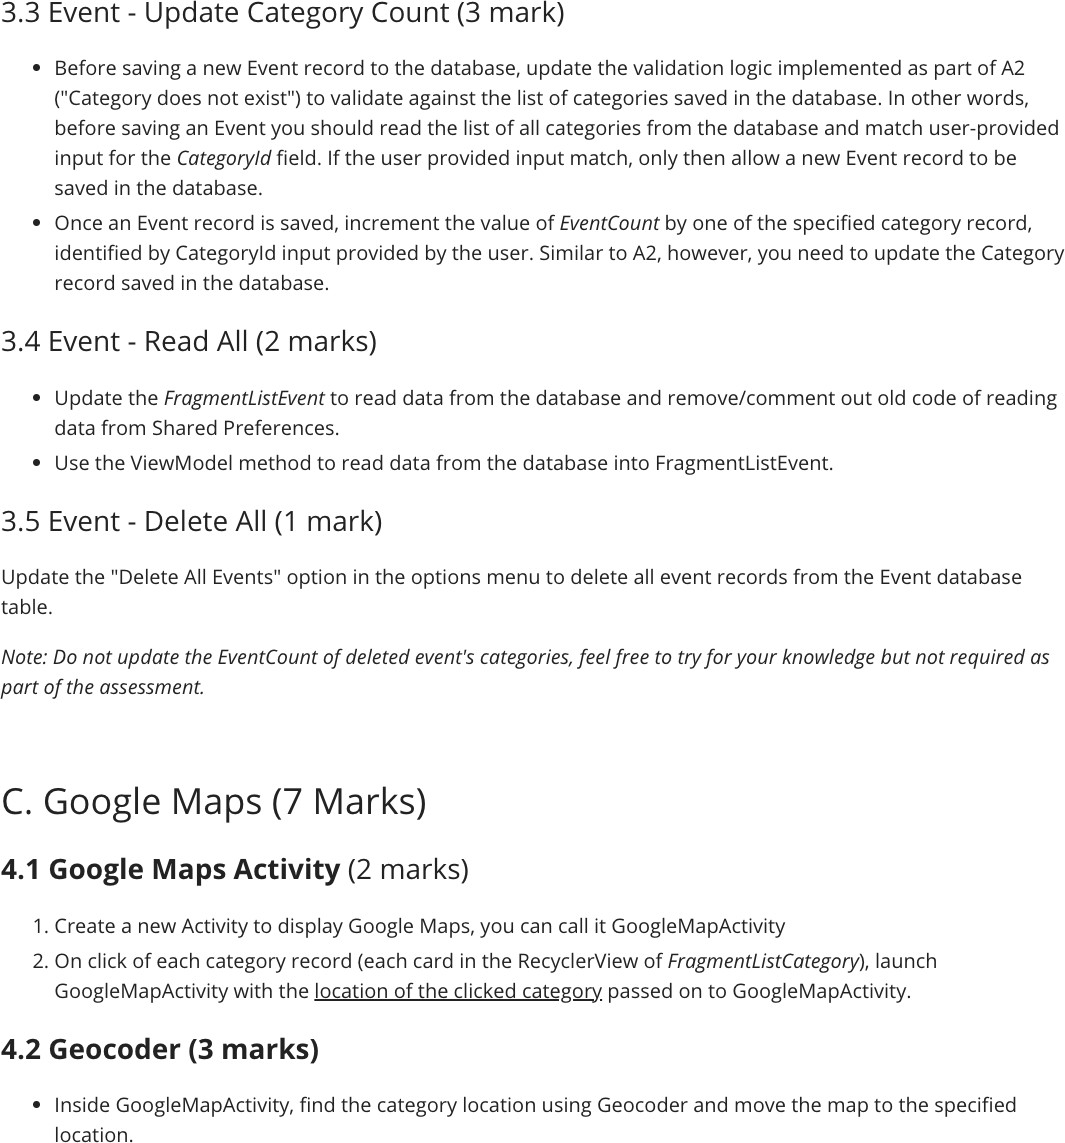 3.3 Event - Update Category Count (3 mark)
• Before saving a new Event record to the database, update the validation logic implemented as part of A2
("Category does not exist") to validate against the list of categories saved in the database. In other words,
before saving an Event you should read the list of all categories from the database and match user-provided
input for the CategoryId field. If the user provided input match, only then allow a new Event record to be
saved in the database.
• Once an Event record is saved, increment the value of EventCount by one of the specified category record,
identified by CategoryId input provided by the user. Similar to A2, however, you need to update the Category
record saved in the database.
3.4 Event - Read All (2 marks)
• Update the FragmentListEvent to read data from the database and remove/comment out old code of reading
data from Shared Preferences.
• Use the ViewModel method to read data from the database into FragmentListEvent.
3.5 Event - Delete All (1 mark)
Update the "Delete All Events" option in the options menu to delete all event records from the Event database
table.
Note: Do not update the EventCount of deleted event's categories, feel free to try for your knowledge but not required as
part of the assessment.
C. Google Maps (7 Marks)
4.1 Google Maps Activity (2 marks)
1. Create a new Activity to display Google Maps, you can call it GoogleMapActivity
2. On click of each category record (each card in the RecyclerView of FragmentListCategory), launch
GoogleMapActivity with the location of the clicked category passed on to GoogleMapActivity.
4.2 Geocoder (3 marks)
• Inside GoogleMapActivity, find the category location using Geocoder and move the map to the specified
location.